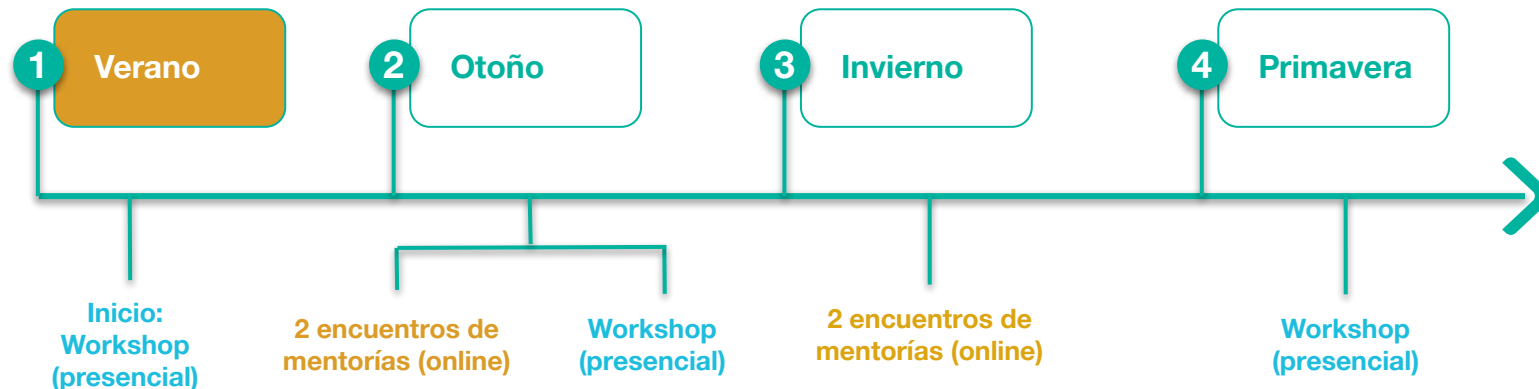 1 Verano
2 Otoño
3 Invierno
4 Primavera
Inicio:
Workshop
(presencial)
2 encuentros de
mentorías (online)
Workshop
(presencial)
2 encuentros de
mentorías (online)
Workshop
(presencial)